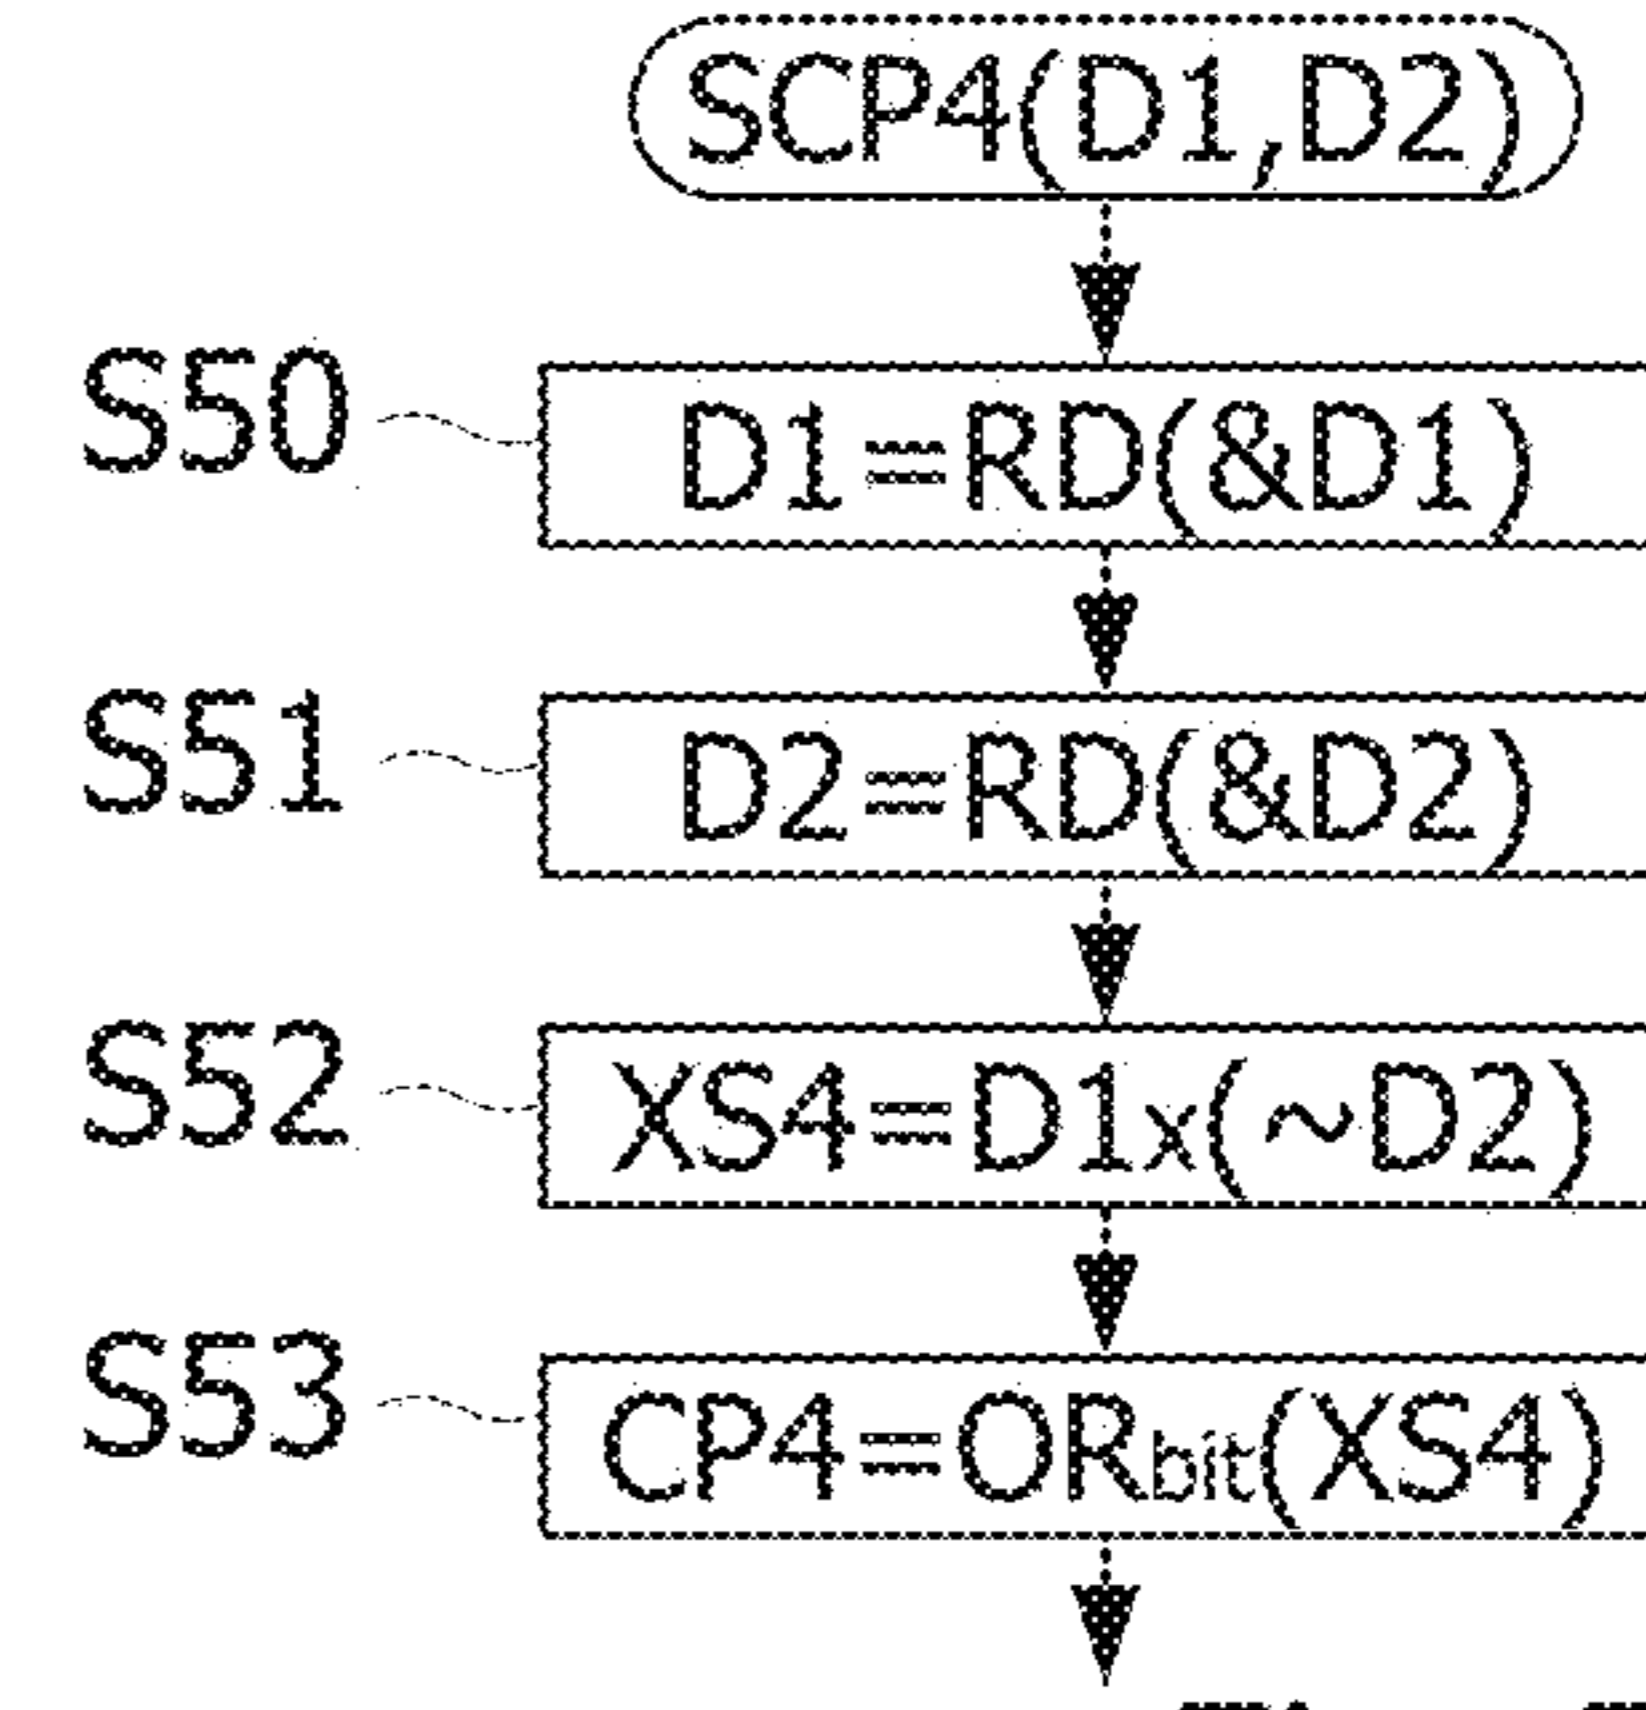 SCP4(D1,D2)
S50 D1=RD(&D1)
S51 D2=RD(&D2)
S52 XS4=D1x(~D2)
S53 CP4=ORbit(XS4)